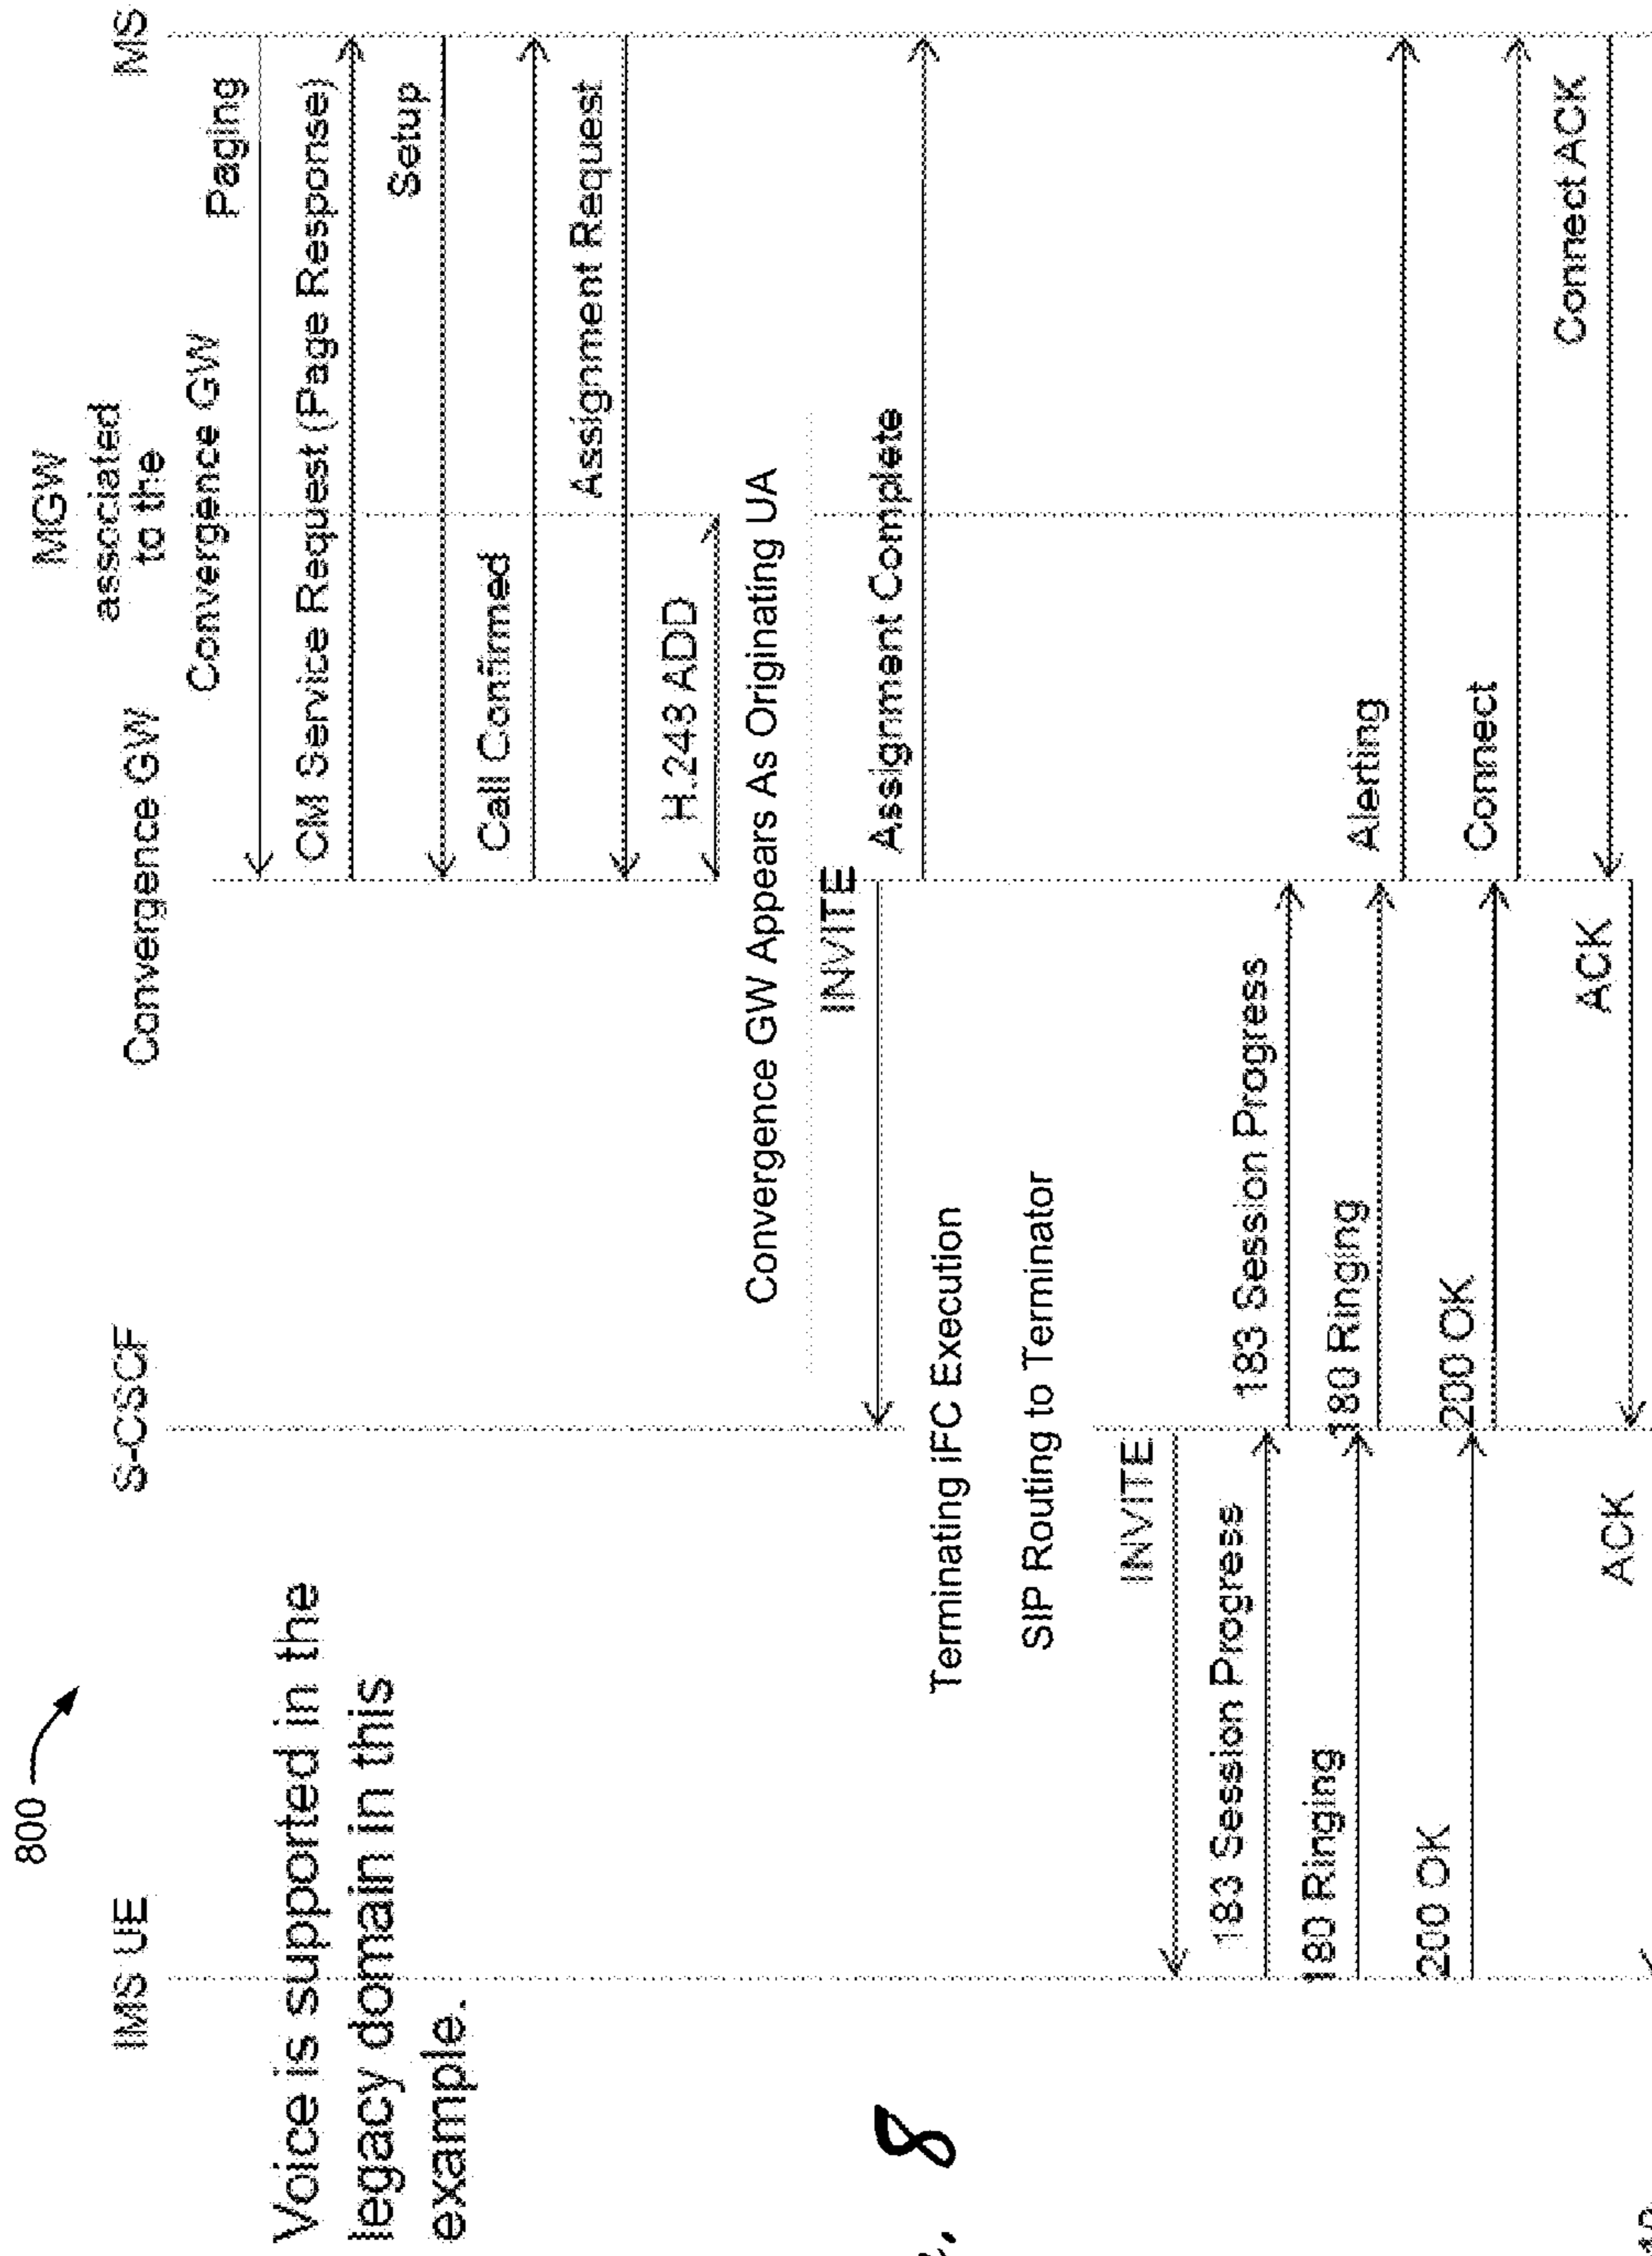 800
IMS UE
S-CSCF
Convergence GW
MGW
associated
to the
Convergence GW
MS
Voice is supported in the
legacy domain in this
example.
Paging
CM Service Request (Page Response)
Setup
Call Confirmed
Assignment Request
H.248 ADD
Convergence GW Appears As Originating UA
INVITE
Assignment Complete
Terminating iFC Execution
SIP Routing to Terminator
INVITE
183 Session Progress
183 Session Progress
180 Ringing
180 Ringing
Alerting
200 OK
200 OK
Connect
Connect ACK
ACK
ACK
8